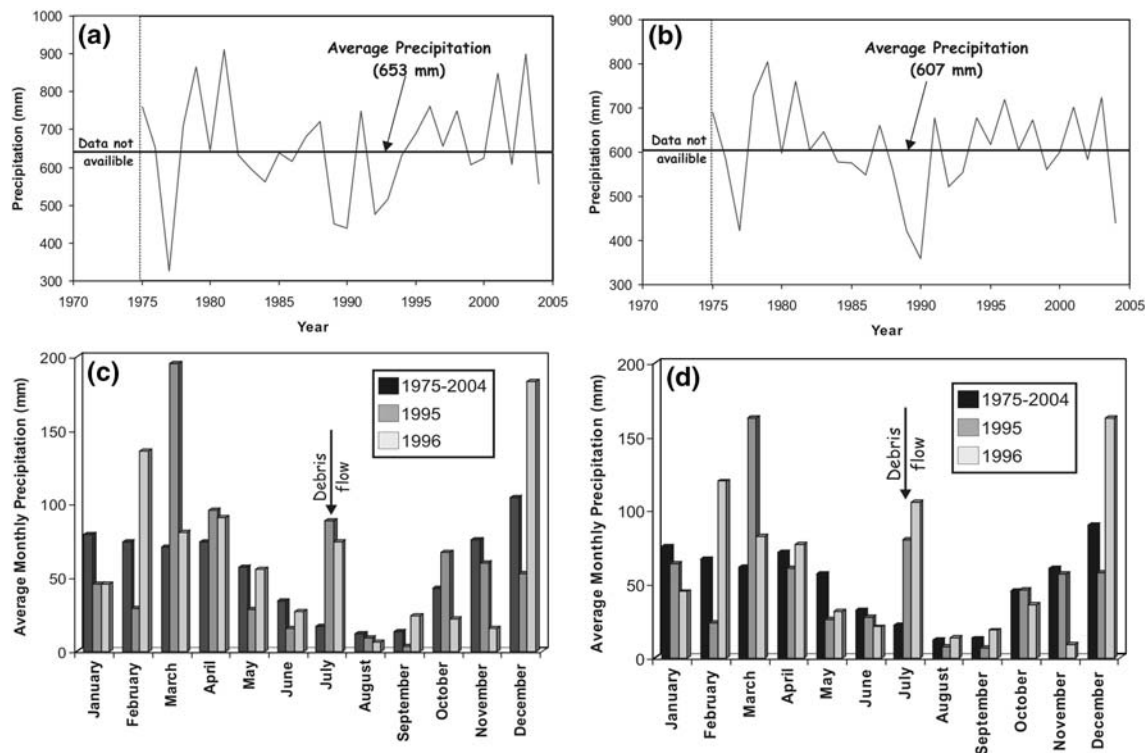 (a)
Average Precipitation
(653 mm)
Data not
availible
Precipitation (mm)
1000
900
800
700
600
500
400
300
1970 1975 1980 1985 1990 1995 2000 2005
Year
(b)
Average Precipitation
(607 mm)
Data not
availible
Precipitation (mm)
900
800
700
600
500
400
300
1970 1975 1980 1985 1990 1995 2000 2005
Year
(c)
1975-2004
1995
1996
Debris
flow
Average Monthly Precipitation (mm)
200
150
100
50
0
January
February
March
April
May
June
July
August
September
October
November
December
(d)
1975-2004
1995
1996
Debris
flow
Average Monthly Precipitation (mm)
200
150
100
50
0
January
February
March
April
May
June
July
August
September
October
November
December